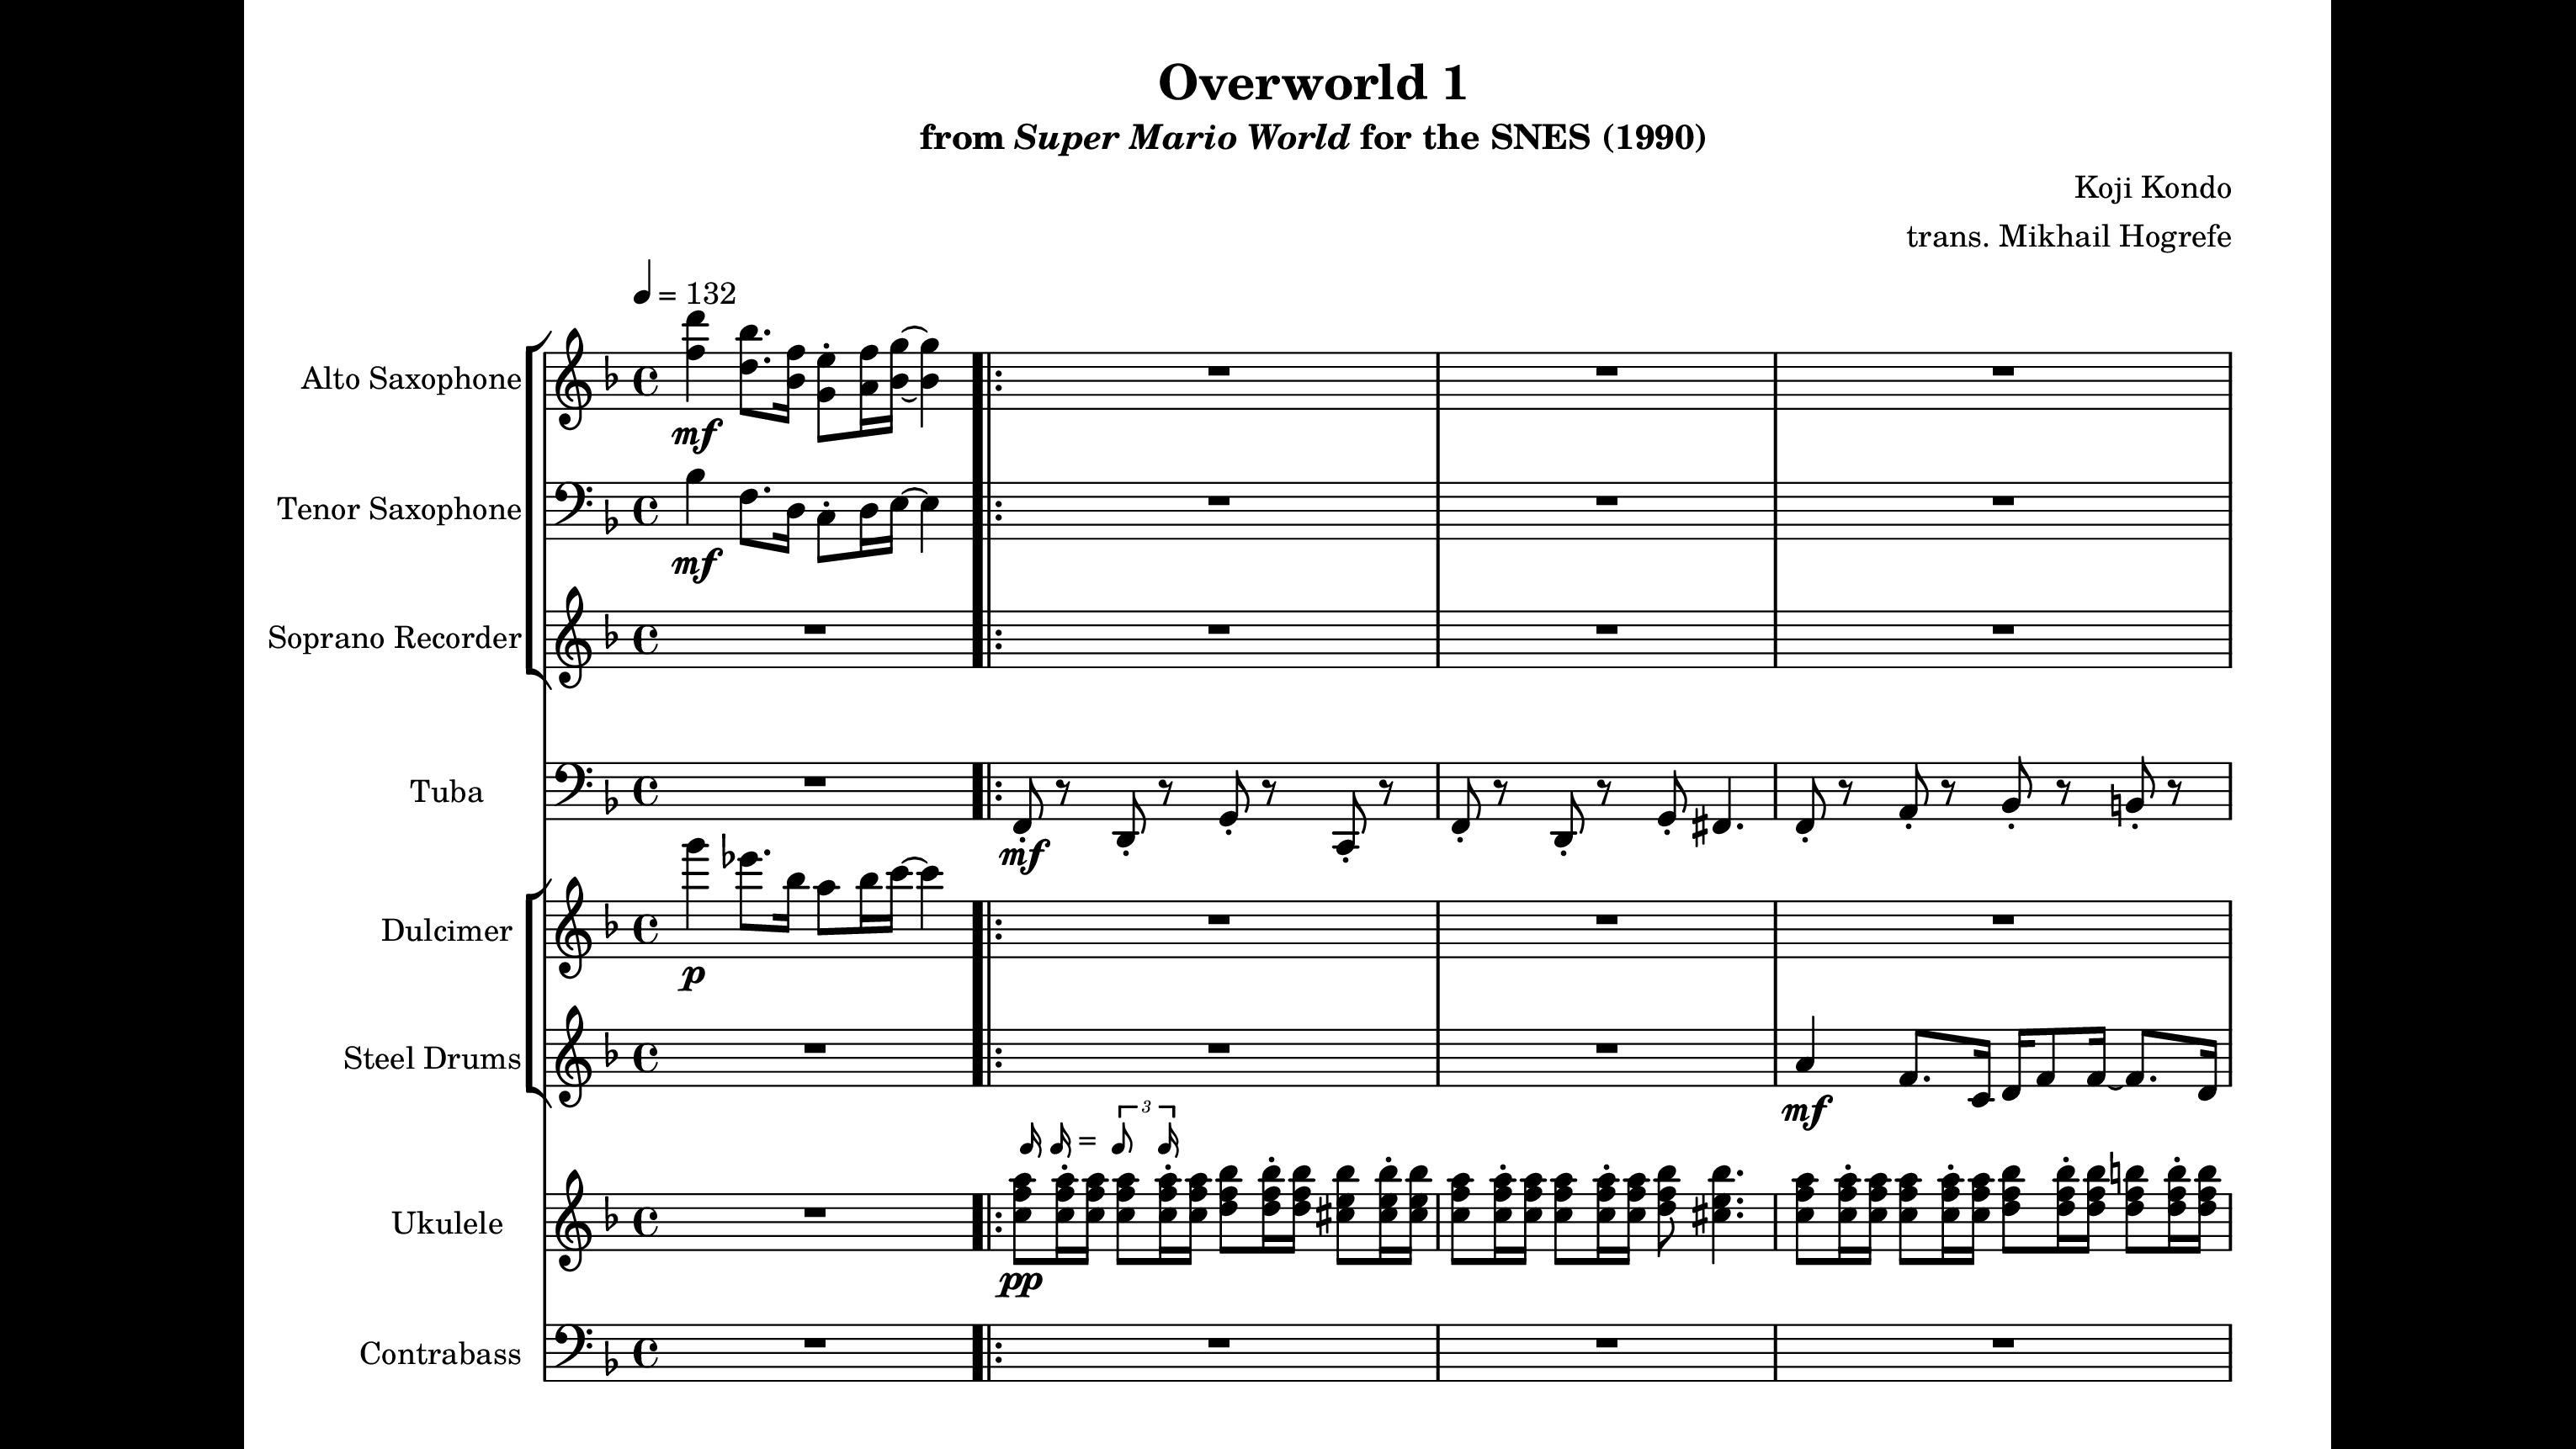 Overworld 1
from Super Mario World for the SNES (1990)
Koji Kondo
trans. Mikhail Hogrefe
= 132
Alto Saxophone
mf
Tenor Saxophone
mf
Soprano Recorder
Tuba
mf
Dulcimer
p
Steel Drums
mf
= 3
Ukulele
pp
Contrabass